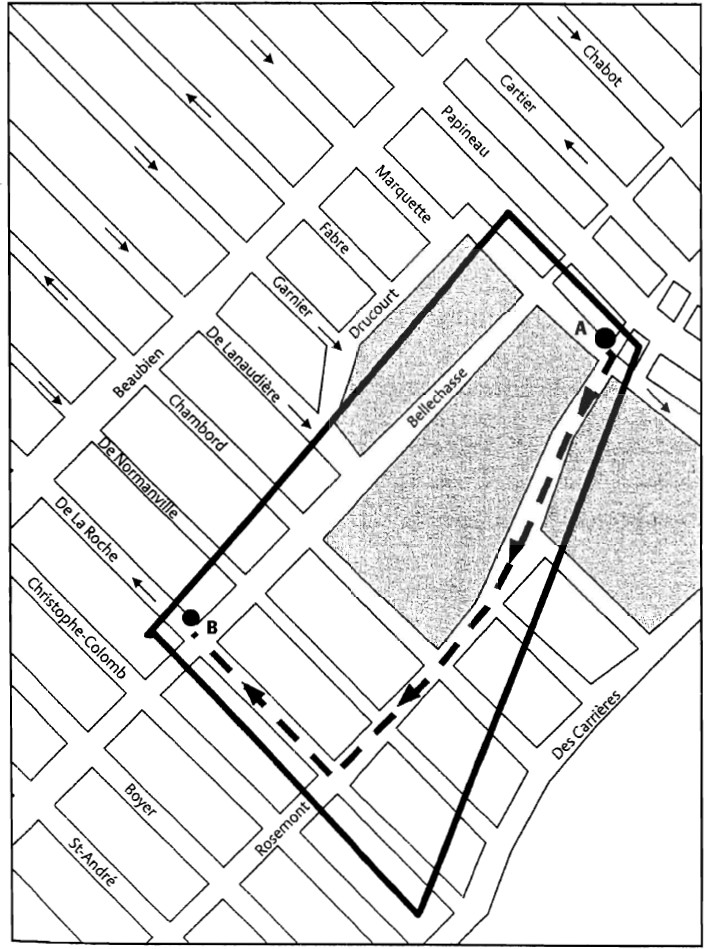 Chabot
Cartier
Papineau
Marquette
Fabre
Garnier
Drucourt
De Lanaudière
Beaubien
A
Bellechasse
Chambord
De Normanville
De La Roche
B
Christophe-Colomb
Des Carrières
Boyer
Rosemont
St-André